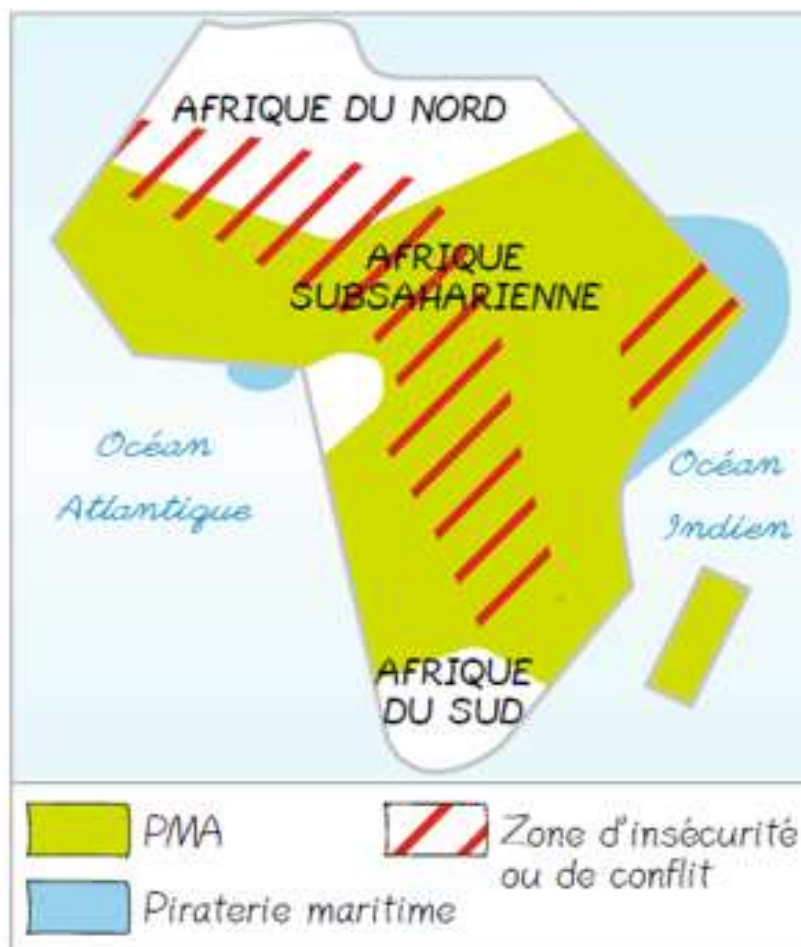 AFRIQUE DU NORD
AFRIQUE
SUBSAHARIENNE
Océan
Atlantique
Océan
Indien
AFRIQUE
DU SUD
PMA
Piraterie maritime
Zone d'insécurité
ou de conflit